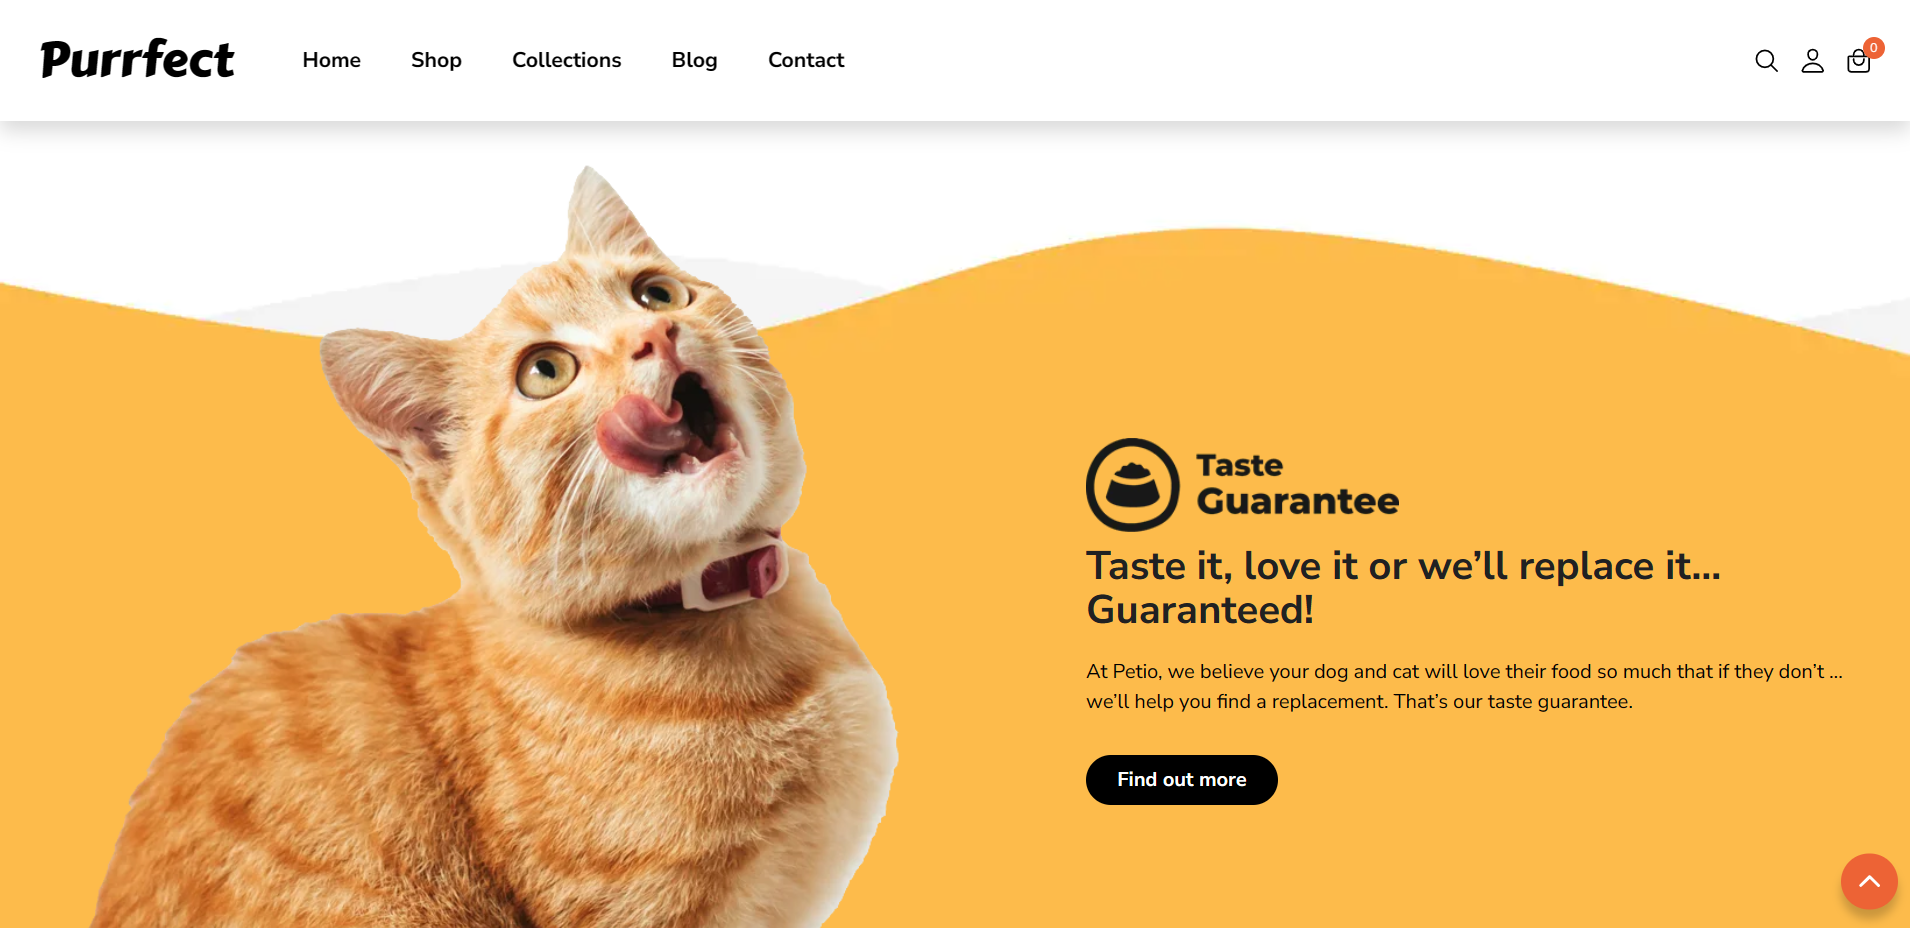 Purrfect
Home
Shop
Collections
Blog
Contact
0
Taste
Guarantee
Taste it, love it or we’ll replace it...
Guaranteed!
At Petio, we believe your dog and cat will love their food so much that if they don’t ...
we’ll help you find a replacement. That’s our taste guarantee.
Find out more